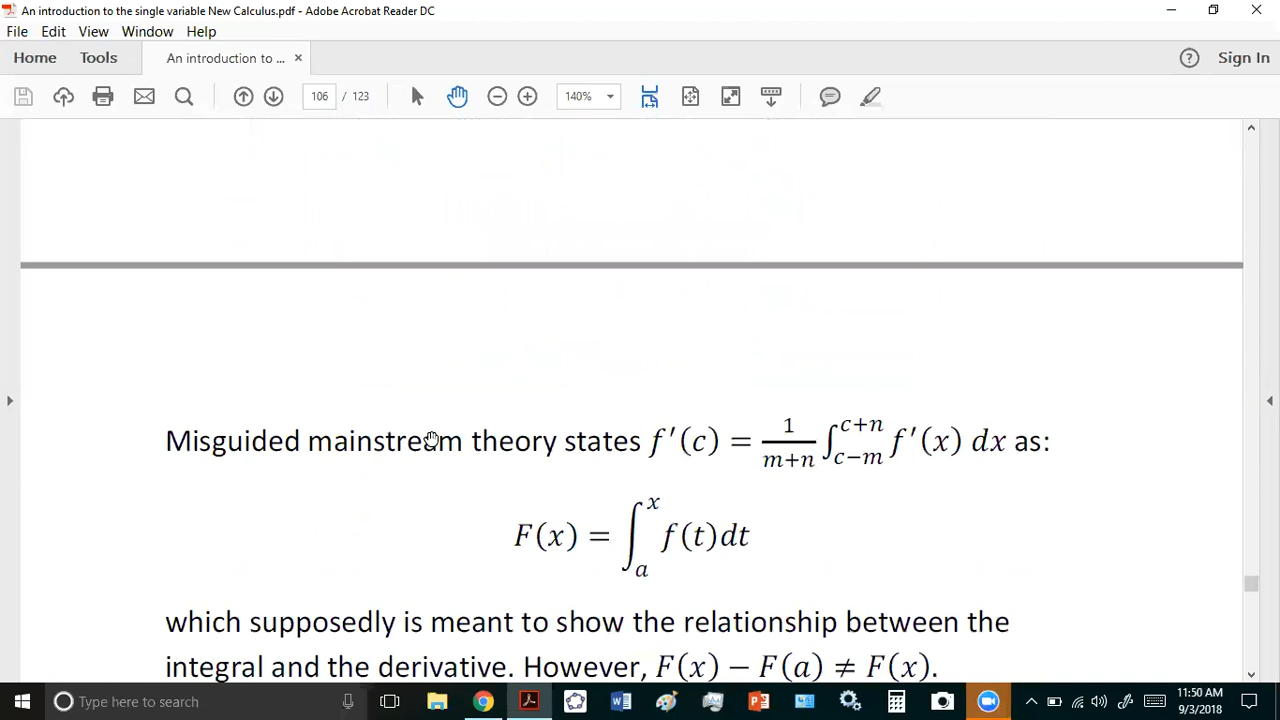 An introduction to the single variable New Calculus.pdf - Adobe Acrobat Reader DC
File Edit View Window Help
Home Tools An introduction to ... × ? Sign In
106 / 123 140%
Misguided mainstream theory states f′(c) = 1/(m+n) ∫_{c−m}^{c+n} f′(x) dx as:
F(x) = ∫_a^x f(t)dt
which supposedly is meant to show the relationship between the
integral and the derivative. However, F(x) − F(a) ≠ F(x).
Type here to search
11:50 AM
9/3/2018